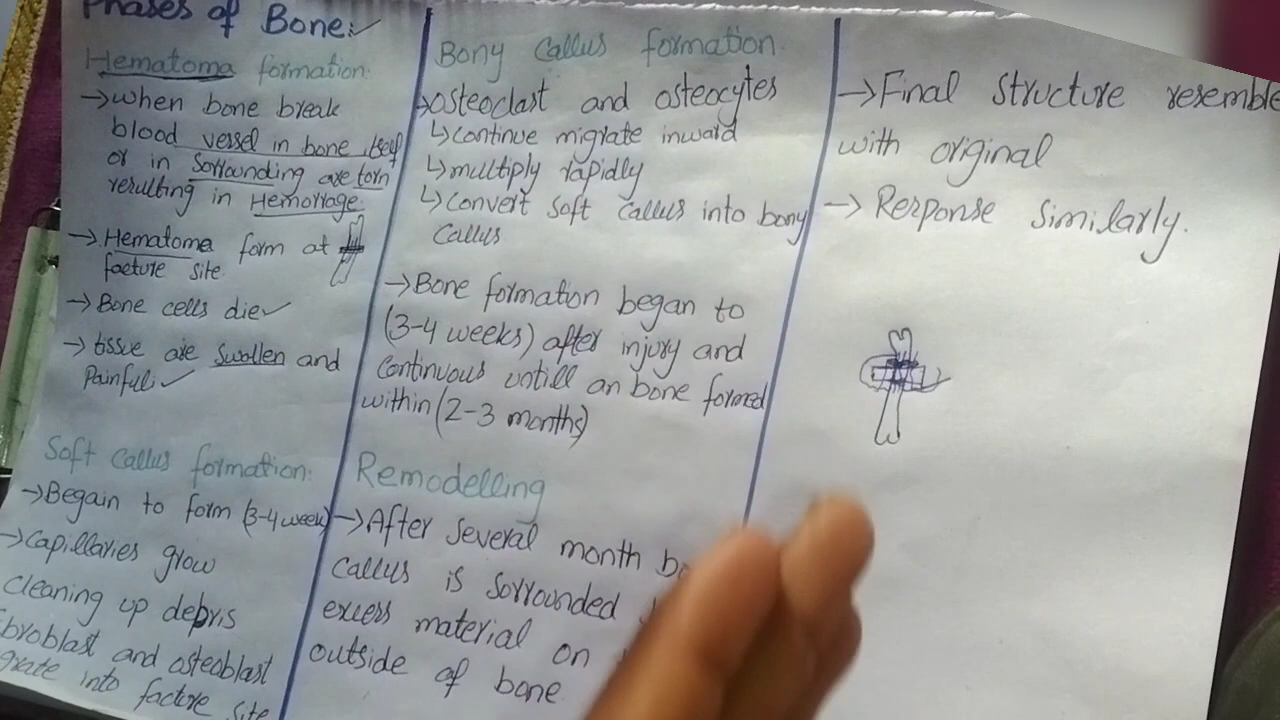 Phases of Bone:
Hematoma formation:
→when bone break
blood vessel in bone itself
or in Sorrounding are torn
resulting in Hemorrage
→Hematoma form at
facture site
→Bone cells die
→tissue are Swollen and
Painful.
Soft Callus formation:
→Begain to form (3-4 week)
→Capillaries grow
cleaning up debris
and osteoblast
into facture site
Bony Callus formation.
→osteoclast and osteocytes
↳continue migrate inward
↳multiply rapidly
↳Convert Soft Callus into bony
Callus
→Bone formation began to
(3-4 weeks) after injury and
Continuous untill an bone formed
within (2-3 months)
Remodelling
→After Several month
Callus is Sorrounded
excess material on
outside of bone
→Final Structure resemble
with original
→Response Similarly.